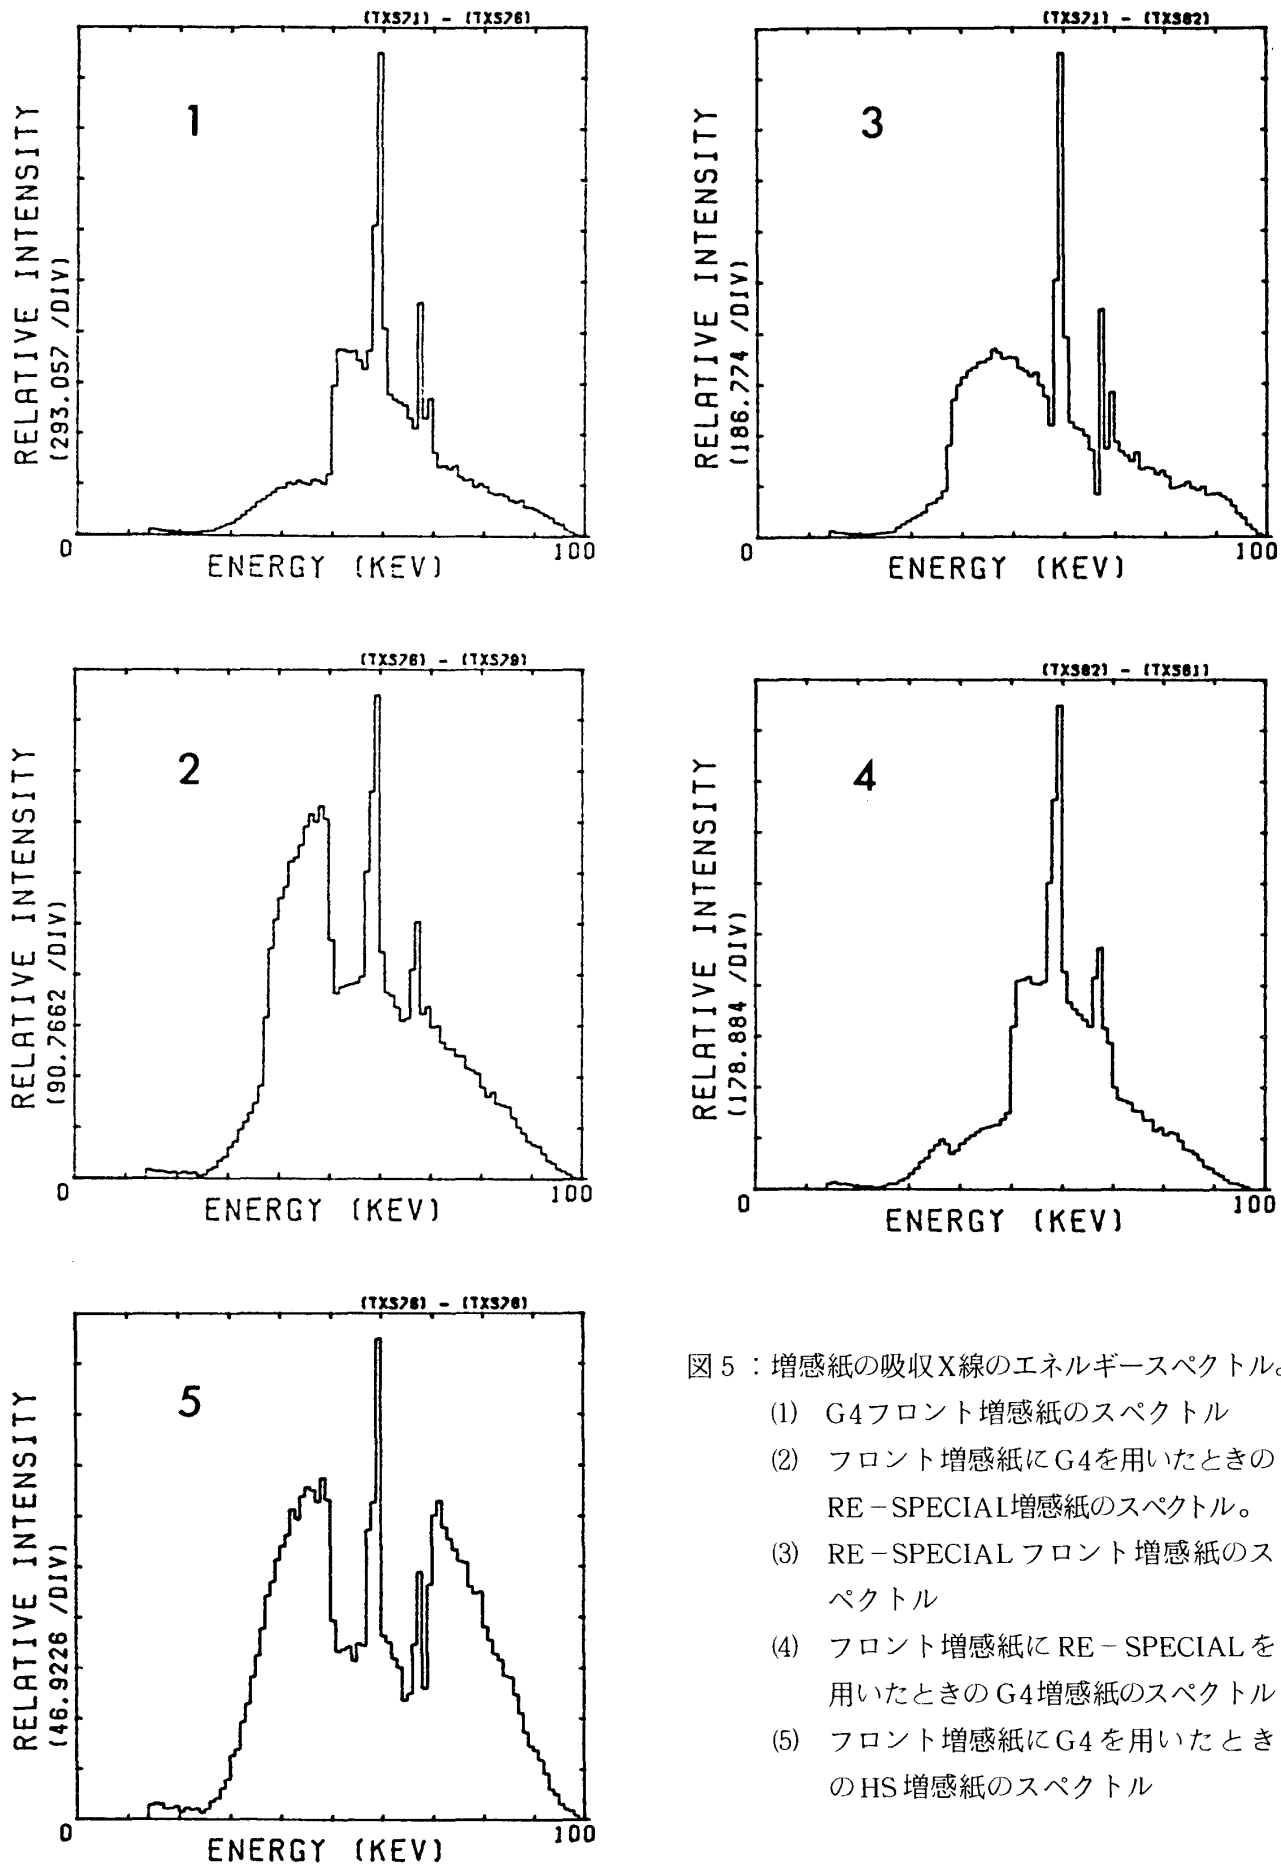 (TXS71) - (TXS76)
1
RELATIVE INTENSITY
(293.057 /DIV)
0
100
ENERGY (KEV)
(TXS71) - (TXS82)
3
RELATIVE INTENSITY
(186.774 /DIV)
0
100
ENERGY (KEV)
(TXS76) - (TXS79)
2
RELATIVE INTENSITY
(90.7662 /DIV)
0
100
ENERGY (KEV)
(TXS82) - (TXS81)
4
RELATIVE INTENSITY
(178.884 /DIV)
0
100
ENERGY (KEV)
(TXS76) - (TXS78)
5
RELATIVE INTENSITY
(46.9226 /DIV)
0
100
ENERGY (KEV)
図5：増感紙の吸収X線のエネルギースペクトル。
(1) G4フロント増感紙のスペクトル
(2) フロント増感紙にG4を用いたときの
RE－SPECIAL増感紙のスペクトル。
(3) RE－SPECIALフロント増感紙のス
ペクトル
(4) フロント増感紙にRE－SPECIALを
用いたときのG4増感紙のスペクトル
(5) フロント増感紙にG4を用いたとき
のHS増感紙のスペクトル